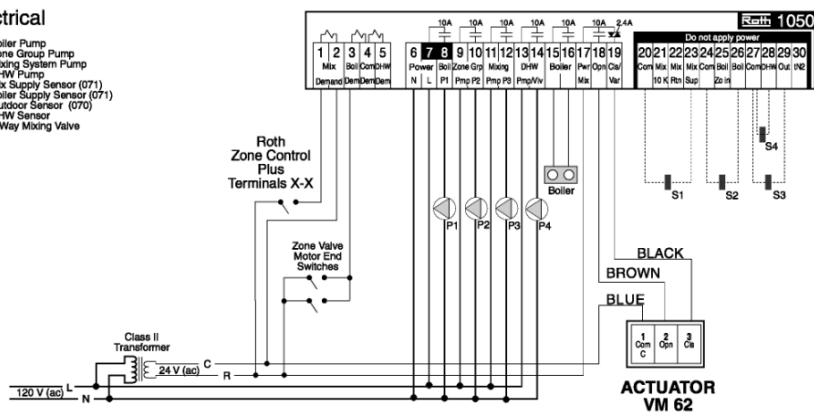 ctrical
oiler Pump
one Group Pump
ixing System Pump
HW Pump
ix Supply Sensor (071)
oiler Supply Sensor (071)
utdoor Sensor (070)
HW Sensor
Way Mixing Valve
10A 10A 10A 10A 10A 10A 2.4A
Roth 1050
Do not apply power
1 2 3 4 5 6 7 8 9 10 11 12 13 14 15 16 17 18 19 20 21 22 23 24 25 26 27 28 29 30
Mix Boil Com DHW Power Boil Zone Grp Mixing DHW Boiler Pwr Opn Cls/ Com Mix Mix Mix Com Boil Boil Com DHW Out tN2
Demand Dem Dem N L P1 Pmp P2 Pmp P3 Pmp/Vlv Mix Var 10 K Rtn Sup Zo in
Roth
Zone Control
Plus
Terminals X-X
S4
S1 S2 S3
Boiler
P1 P2 P3 P4
Zone Valve
Motor End
Switches
BLACK
BROWN
BLUE
1 2 3
Com Opn Cls
C
Class II
Transformer
24 V (ac) C
R
120 V (ac) L
N
ACTUATOR
VM 62